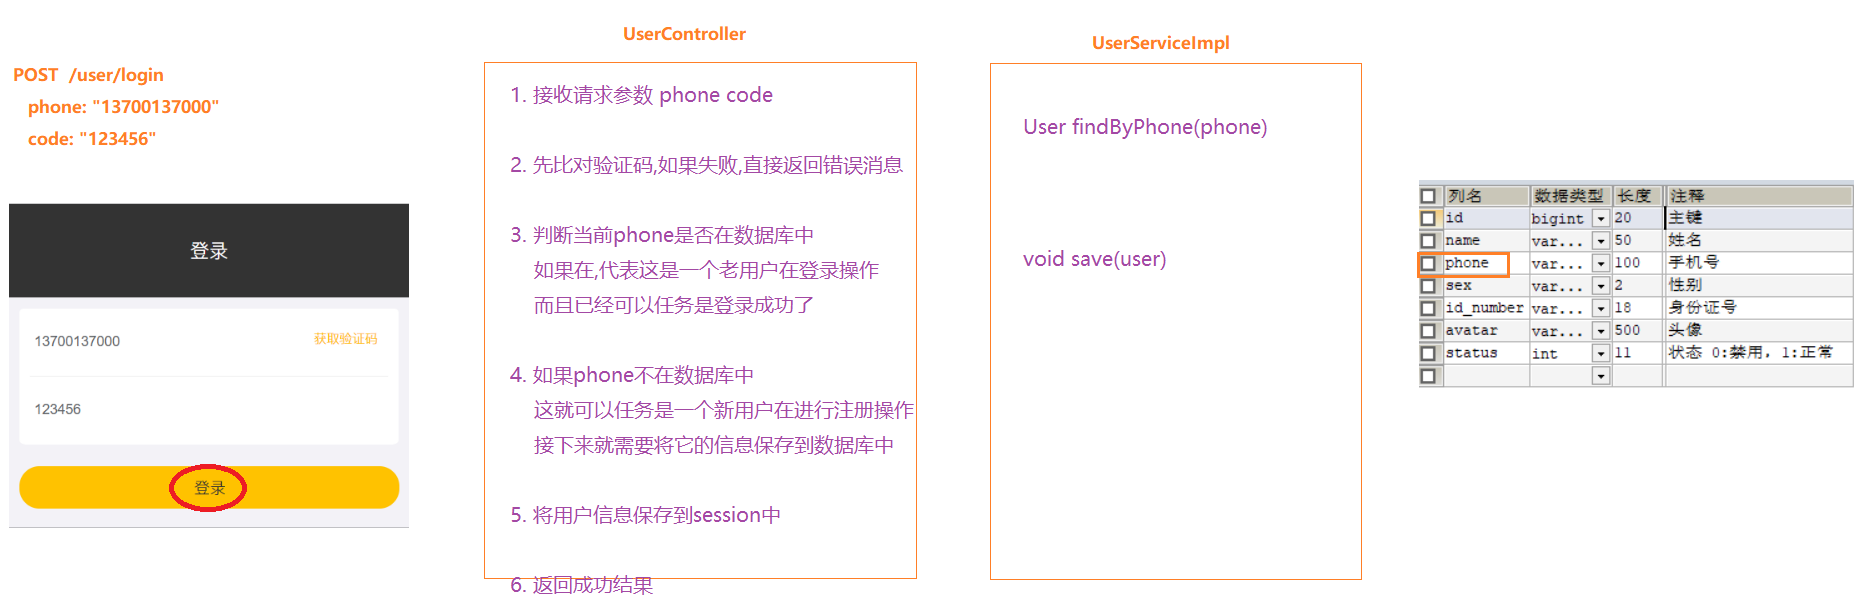 POST /user/login
phone: "13700137000"
code: "123456"
登录
13700137000 获取验证码
123456
登录
UserController
1. 接收请求参数 phone code
2. 先比对验证码,如果失败,直接返回错误消息
3. 判断当前phone是否在数据库中
如果在,代表这是一个老用户在登录操作
而且已经可以任务是登录成功了
4. 如果phone不在数据库中
这就可以任务是一个新用户在进行注册操作
接下来就需要将它的信息保存到数据库中
5. 将用户信息保存到session中
6. 返回成功结果
UserServiceImpl
User findByPhone(phone)
void save(user)
列名 数据类型 长度 注释
id bigint 20 主键
name var... 50 姓名
phone var... 100 手机号
sex var... 2 性别
id_number var... 18 身份证号
avatar var... 500 头像
status int 11 状态 0:禁用，1:正常